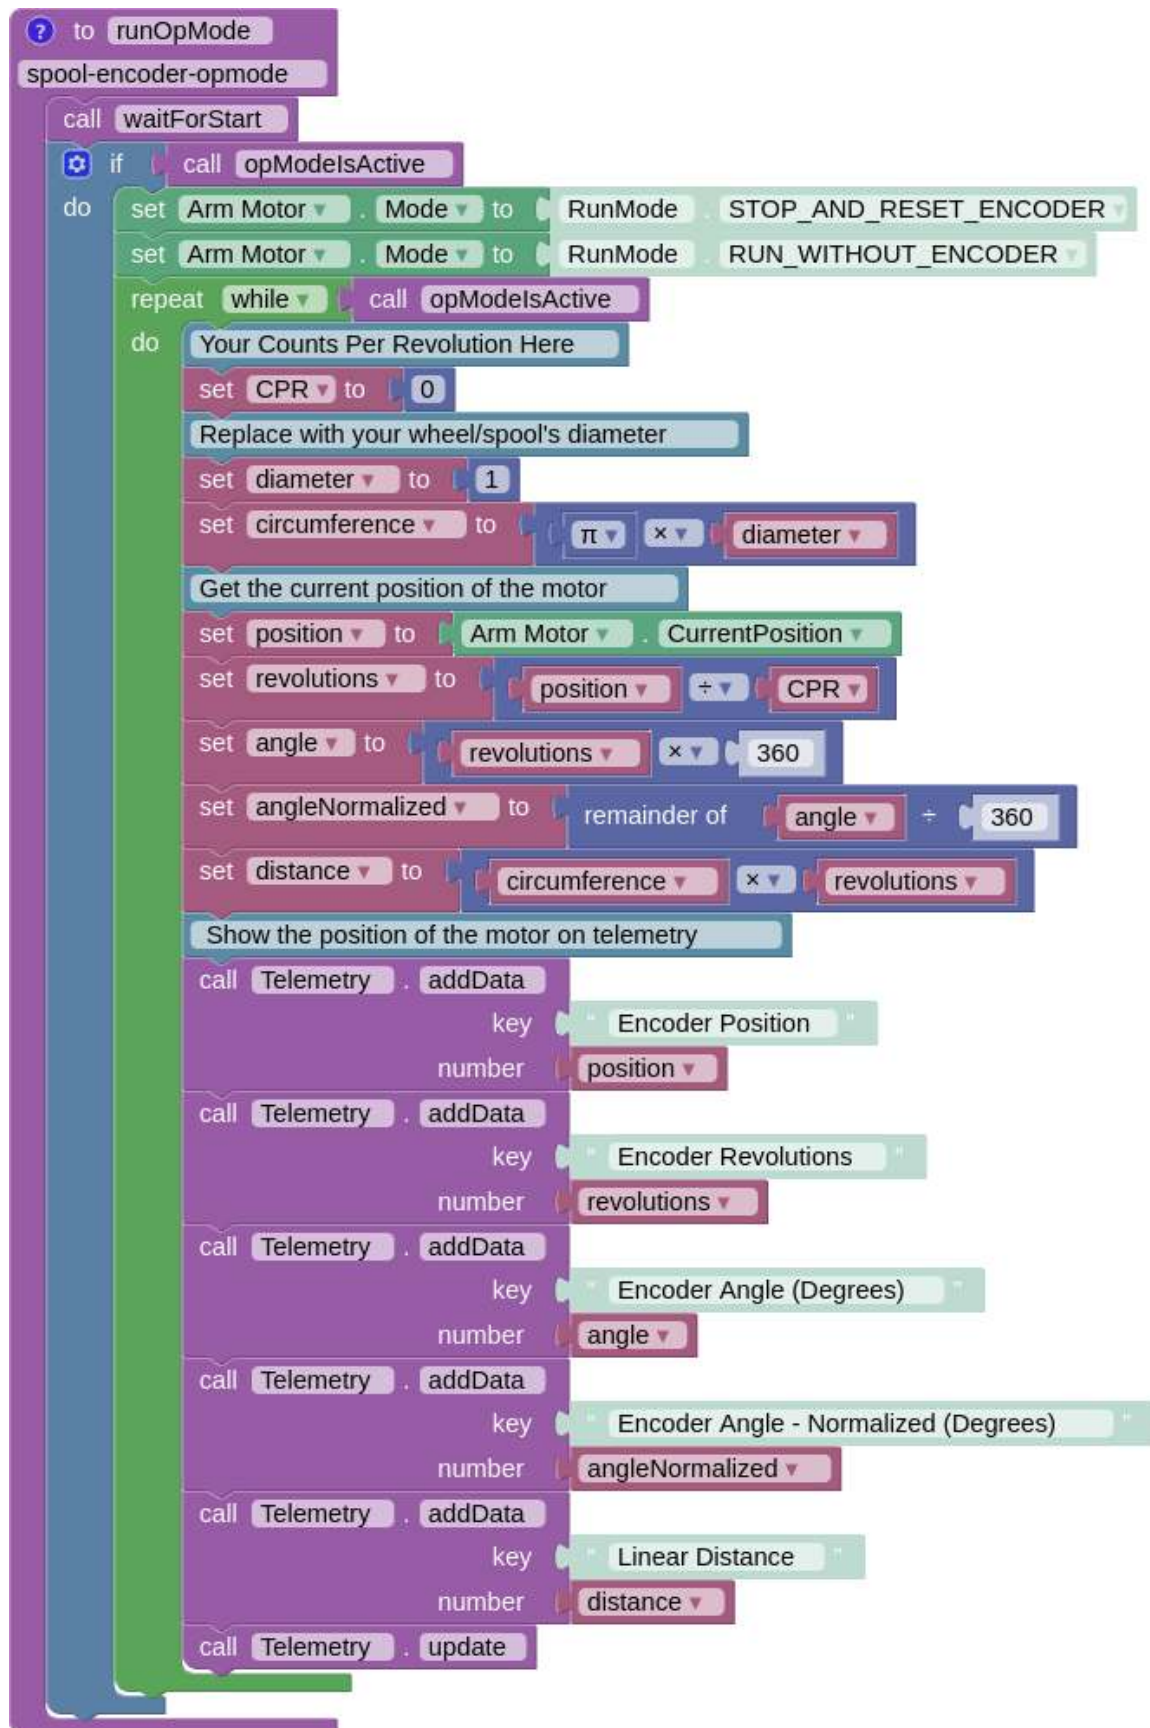 ? to runOpMode
spool-encoder-opmode
call waitForStart
if call opModeIsActive
do set Arm Motor . Mode to RunMode . STOP_AND_RESET_ENCODER
set Arm Motor . Mode to RunMode . RUN_WITHOUT_ENCODER
repeat while call opModeIsActive
do Your Counts Per Revolution Here
set CPR to 0
Replace with your wheel/spool's diameter
set diameter to 1
set circumference to π × diameter
Get the current position of the motor
set position to Arm Motor . CurrentPosition
set revolutions to position ÷ CPR
set angle to revolutions × 360
set angleNormalized to remainder of angle ÷ 360
set distance to circumference × revolutions
Show the position of the motor on telemetry
call Telemetry . addData
key " Encoder Position "
number position
call Telemetry . addData
key " Encoder Revolutions "
number revolutions
call Telemetry . addData
key " Encoder Angle (Degrees) "
number angle
call Telemetry . addData
key " Encoder Angle - Normalized (Degrees) "
number angleNormalized
call Telemetry . addData
key " Linear Distance "
number distance
call Telemetry . update